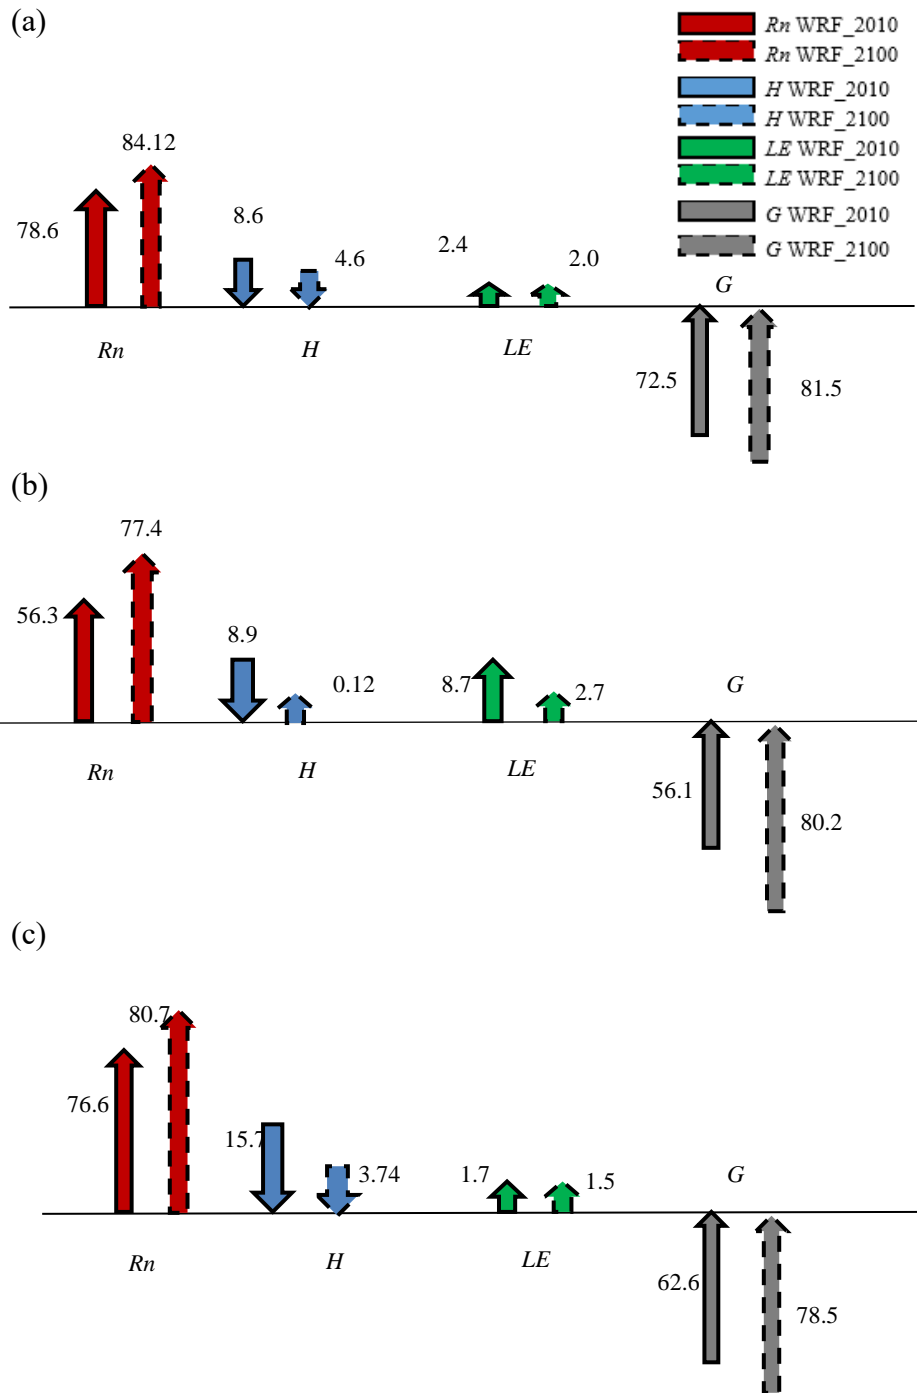 (a)
Rn WRF_2010
Rn WRF_2100
H WRF_2010
H WRF_2100
LE WRF_2010
LE WRF_2100
G WRF_2010
G WRF_2100
84.12
78.6
8.6
4.6
2.4
2.0
G
Rn
H
LE
72.5
81.5
(b)
77.4
56.3
8.9
0.12
8.7
2.7
G
Rn
H
LE
56.1
80.2
(c)
80.7
76.6
15.7
3.74
1.7
1.5
G
Rn
H
LE
62.6
78.5